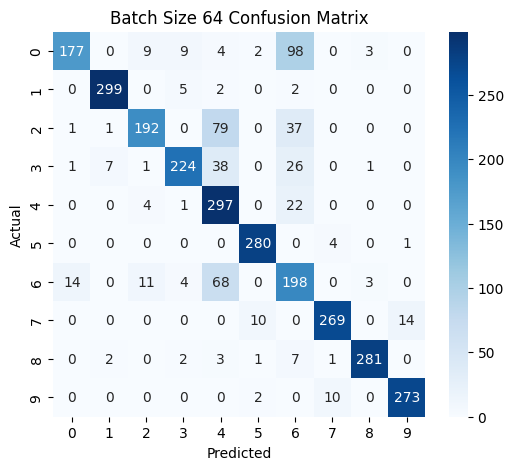 Batch Size 64 Confusion Matrix
0 177 0 9 9 4 2 98 0 3 0
1 0 299 0 5 2 0 2 0 0 0
2 1 1 192 0 79 0 37 0 0 0
3 1 7 1 224 38 0 26 0 1 0
4 0 0 4 1 297 0 22 0 0 0
5 0 0 0 0 0 280 0 4 0 1
6 14 0 11 4 68 0 198 0 3 0
7 0 0 0 0 0 10 0 269 0 14
8 0 2 0 2 3 1 7 1 281 0
9 0 0 0 0 0 2 0 10 0 273
0 1 2 3 4 5 6 7 8 9
Actual
Predicted
250
200
150
100
50
0